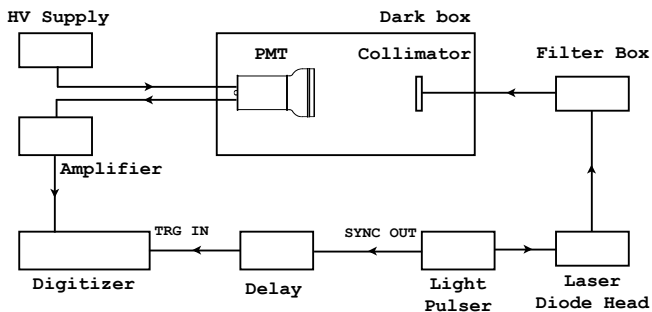 HV Supply
Dark box
PMT
Collimator
Filter Box
Amplifier
TRG IN
SYNC OUT
Digitizer
Delay
Light
Pulser
Laser
Diode Head